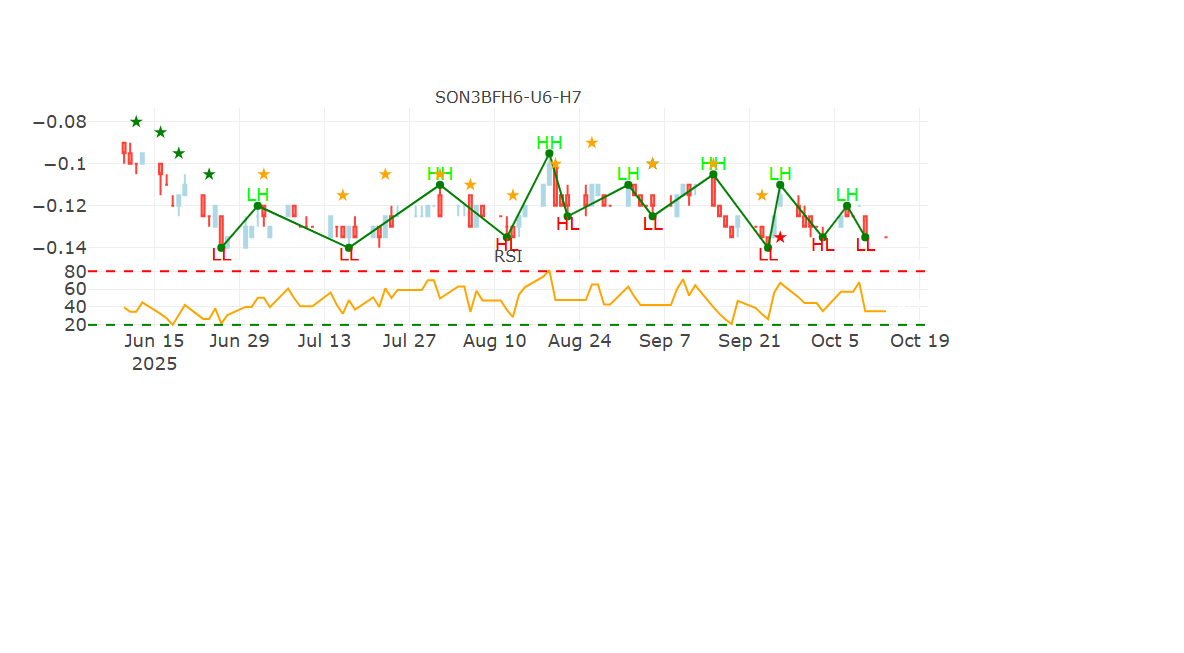 SON3BFH6-U6-H7
−0.08
−0.1
−0.12
−0.14
HH
HH
LH
HH
LH
LH
LH
HL
LL
HL
LL
LL
LL
HL
LL
RSI
80
60
40
20
Jun 15
2025
Jun 29
Jul 13
Jul 27
Aug 10
Aug 24
Sep 7
Sep 21
Oct 5
Oct 19